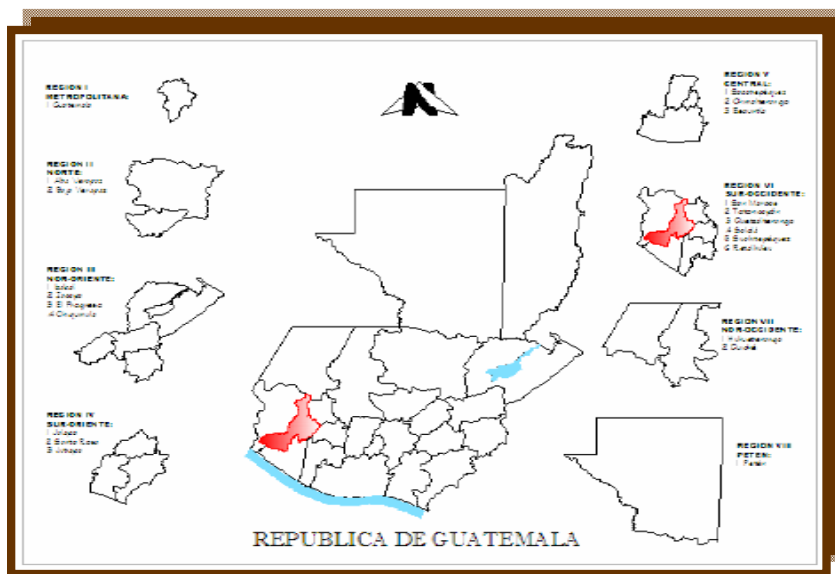 REGION I
METROPOLITANA:
1 Guatemala
REGION II
NORTE:
1 Alta Verapaz
2 Baja Verapaz
REGION III
NOR-ORIENTE:
1 Izabal
2 Zacapa
3 El Progreso
4 Chiquimula
REGION IV
SUR-ORIENTE:
1 Jalapa
2 Santa Rosa
3 Jutiapa
N
REGION V
CENTRAL:
1 Sacatepéquez
2 Chimaltenango
3 Escuintla
REGION VI
SUR-OCCIDENTE:
1 San Marcos
2 Totonicapán
3 Quetzaltenango
4 Sololá
5 Suchitepéquez
6 Retalhuleu
REGION VII
NOR-OCCIDENTE:
1 Huehuetenango
2 Quiché
REGION VIII
PETEN:
1 Petén
REPUBLICA DE GUATEMALA